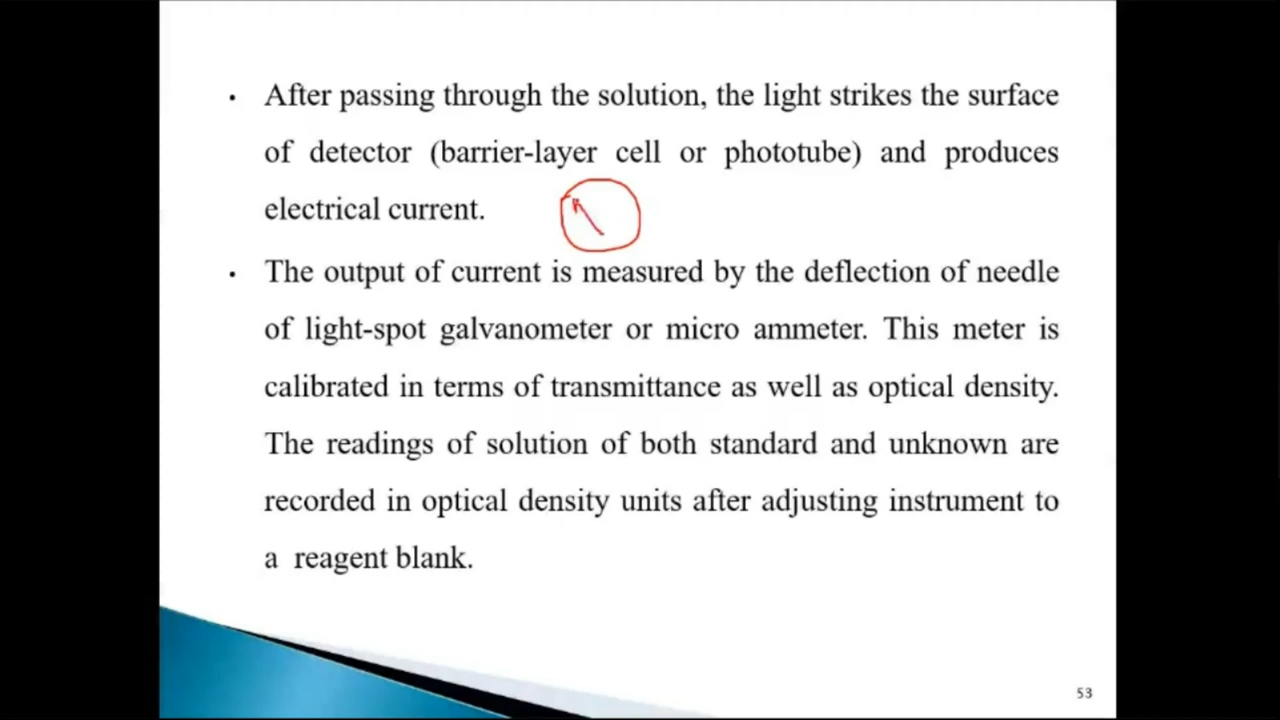 • After passing through the solution, the light strikes the surface
of detector (barrier-layer cell or phototube) and produces
electrical current.
• The output of current is measured by the deflection of needle
of light-spot galvanometer or micro ammeter. This meter is
calibrated in terms of transmittance as well as optical density.
The readings of solution of both standard and unknown are
recorded in optical density units after adjusting instrument to
a reagent blank.
53